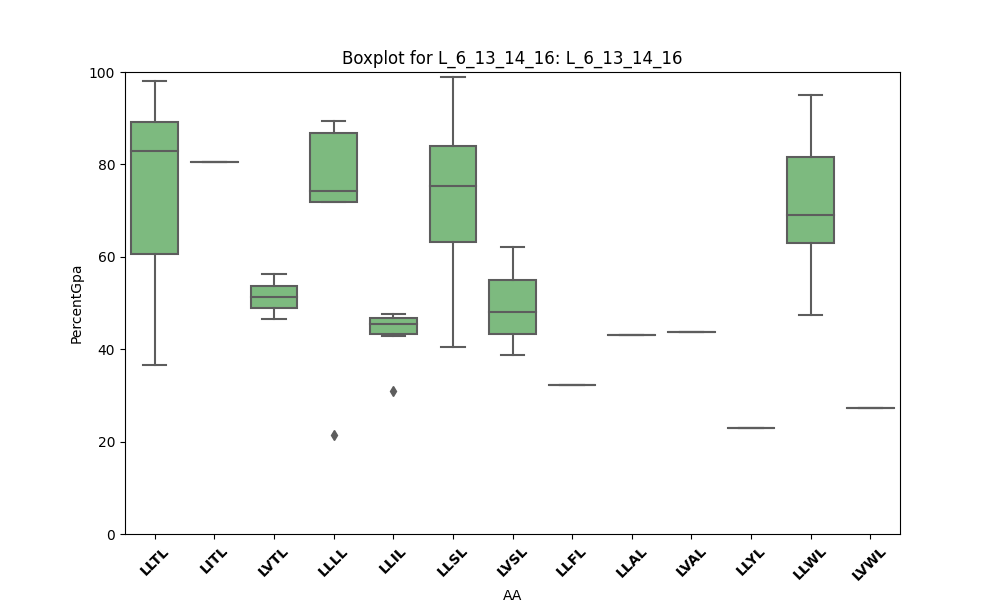 Boxplot for L_6_13_14_16: L_6_13_14_16
100
80
60
40
20
0
PercentGpa
LLTL
LITL
LVTL
LLLL
LLIL
LLSL
LVSL
LLFL
LLAL
LVAL
LLYL
LLWL
LVWL
AA